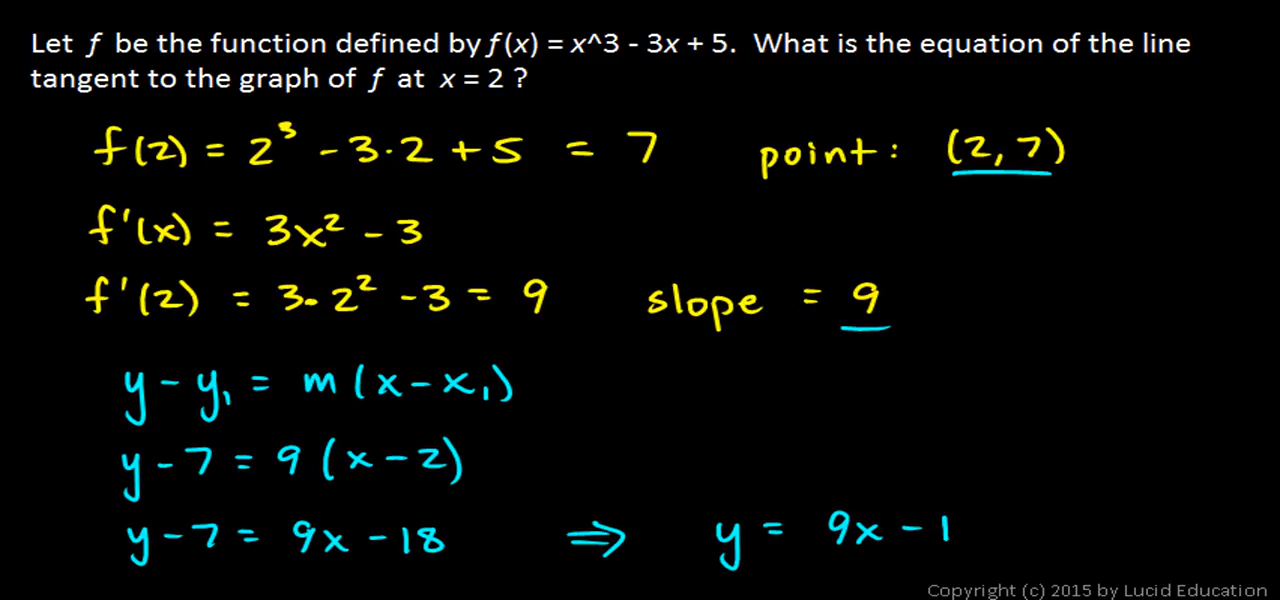 Let f be the function defined by f(x) = x^3 - 3x + 5. What is the equation of the line
tangent to the graph of f at x = 2 ?
f(2) = 2³ - 3·2 + 5 = 7 point: (2, 7)
f'(x) = 3x² - 3
f'(2) = 3·2² - 3 = 9 slope = 9
y - y₁ = m(x - x₁)
y - 7 = 9(x - 2)
y - 7 = 9x - 18 ⇒ y = 9x - 1
Copyright (c) 2015 by Lucid Education